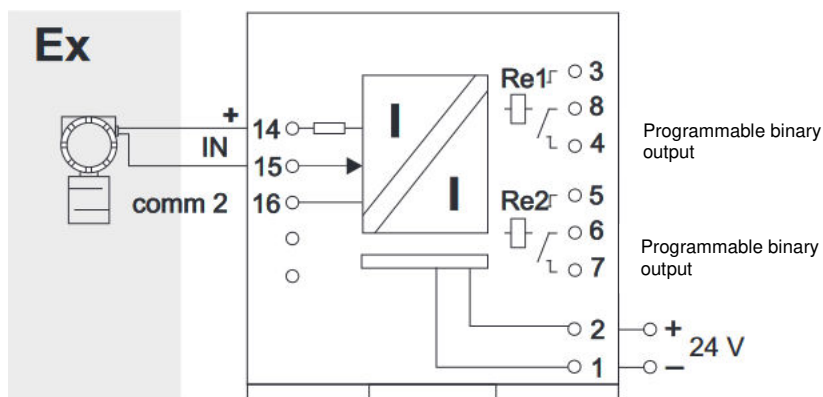 Ex
Re1 3
+ 14 8
IN 4
Programmable binary
output
15
comm 2 16 Re2 5
6
Programmable binary
output
7
2 +
24 V
1 –
I
I